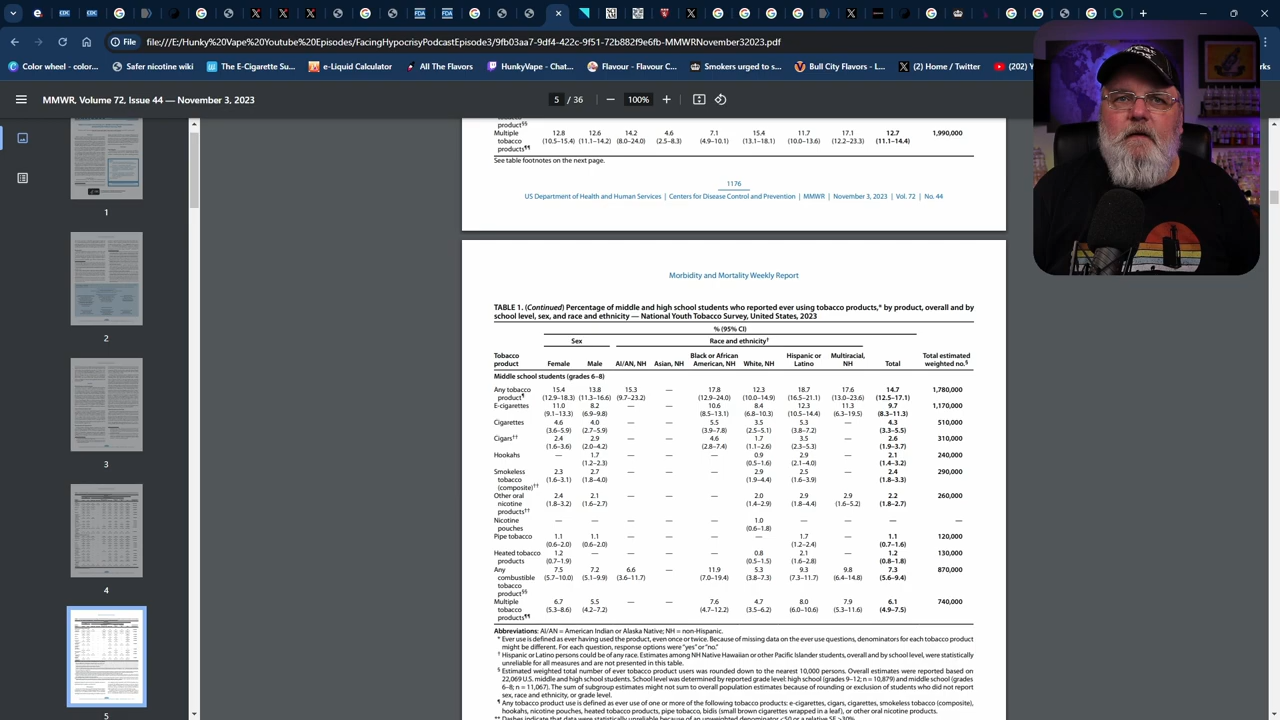 File file:///E:/Hunky%20Vape%20Youtube%20Episodes/FacingHypocrisyPodcastEpisode3/9fb03aa7-9df4-422c-9f51-72b882f9e6fb-MMWRNovember32023.pdf
Color wheel - color... Safer nicotine wiki The E-Cigarette Su... e-Liquid Calculator All The Flavors HunkyVape - Chat... Flavour – Flavour C... Smokers urged to s... Bull City Flavors – L... (2) Home / Twitter (202)
MMWR, Volume 72, Issue 44 — November 3, 2023 5 / 36 100%
1
2
3
4
5
product§§
Multiple 12.8 12.6 14.2 4.6 7.1 15.4 11.7 17.1 12.7 1,990,000
tobacco (10.5–15.4) (11.1–14.2) (8.0–24.0) (2.5–8.3) (4.9–10.1) (13.1–18.1) (10.0–13.6) (12.2–23.3) (11.1–14.4)
products¶¶
See table footnotes on the next page.
1176
US Department of Health and Human Services | Centers for Disease Control and Prevention | MMWR | November 3, 2023 | Vol. 72 | No. 44
Morbidity and Mortality Weekly Report
TABLE 1. (Continued) Percentage of middle and high school students who reported ever using tobacco products,* by product, overall and by
school level, sex, and race and ethnicity — National Youth Tobacco Survey, United States, 2023
% (95% CI)
Sex Race and ethnicity†
Tobacco Black or African Hispanic or Multiracial, Total estimated
product Female Male AI/AN, NH Asian, NH American, NH White, NH Latino NH Total weighted no.§
Middle school students (grades 6–8)
Any tobacco 15.4 13.8 15.3 — 17.8 12.3 18.7 17.6 14.7 1,780,000
product¶ (12.9–18.3) (11.3–16.6) (9.7–23.2) (12.9–24.0) (10.0–14.9) (16.5–21.1) (13.0–23.6) (12.5–17.1)
E-cigarettes 11.0 8.2 — — 10.6 8.4 12.3 11.3 9.7 1,170,000
(9.1–13.3) (6.9–9.8) (8.5–13.1) (6.8–10.3) (10.5–14.4) (6.3–19.5) (8.3–11.3)
Cigarettes 4.6 4.0 — — 5.5 3.5 5.3 — 4.3 510,000
(3.6–5.9) (2.7–5.9) (3.9–7.8) (2.5–5.1) (3.8–7.2) (3.3–5.5)
Cigars†† 2.4 2.9 — — 4.6 1.7 3.5 — 2.6 310,000
(1.6–3.6) (2.0–4.2) (2.8–7.4) (1.1–2.6) (2.3–5.3) (1.9–3.7)
Hookahs — 1.7 — — — 0.9 2.9 — 2.1 240,000
(1.2–2.3) (0.5–1.6) (2.1–4.0) (1.4–3.2)
Smokeless 2.3 2.7 — — — 2.9 2.5 — 2.4 290,000
tobacco (1.6–3.1) (1.8–4.0) (1.9–4.4) (1.6–3.9) (1.8–3.3)
(composite)††
Other oral 2.4 2.1 — — — 2.0 2.9 2.9 2.2 260,000
nicotine (1.8–3.2) (1.6–2.7) (1.4–2.9) (1.8–4.4) (1.6–5.2) (1.8–2.7)
products††
Nicotine — — — — — 1.0 — — — —
pouches (0.6–1.8)
Pipe tobacco 1.1 1.1 — — — — 1.7 — 1.1 120,000
(0.6–2.0) (0.6–2.0) (1.2–2.4) (0.7–1.6)
Heated tobacco 1.2 — — — — 0.8 2.1 — 1.2 130,000
products (0.7–1.9) (0.5–1.5) (1.6–2.8) (0.8–1.8)
Any 7.5 7.2 6.6 — 11.9 5.3 9.3 9.8 7.3 870,000
combustible (5.7–10.0) (5.1–9.9) (3.6–11.7) (7.0–19.4) (3.8–7.3) (7.3–11.7) (6.4–14.8) (5.6–9.4)
tobacco
product§§
Multiple 6.7 5.5 — — 7.6 4.7 8.0 7.9 6.1 740,000
tobacco (5.3–8.6) (4.2–7.2) (4.7–12.2) (3.5–6.2) (6.0–10.6) (5.3–11.6) (4.9–7.5)
products¶¶
Abbreviations: AI/AN = American Indian or Alaska Native; NH = non-Hispanic.
* Ever use is defined as ever having used the product, even once or twice. Because of missing data on the ever use questions, denominators for each tobacco product
might be different. For each question, response options were "yes" or "no."
† Hispanic or Latino persons could be of any race. Estimates among NH Native Hawaiian or other Pacific Islander students, overall and by school level, were statistically
unreliable for all measures and are not presented in this table.
§ Estimated weighted total number of ever tobacco product users was rounded down to the nearest 10,000 persons. Overall estimates were reported based on
22,069 U.S. middle and high school students. School level was determined by reported grade level: high school (grades 9–12; n = 10,879) and middle school (grades
6–8; n = 11,067). The sum of subgroup estimates might not sum to overall population estimates because of rounding or exclusion of students who did not report
sex, race and ethnicity, or grade level.
¶ Any tobacco product use is defined as ever use of one or more of the following tobacco products: e-cigarettes, cigars, cigarettes, smokeless tobacco (composite),
hookahs, nicotine pouches, heated tobacco products, pipe tobacco, bidis (small brown cigarettes wrapped in a leaf), or other oral nicotine products.
** Dashes indicate that data were statistically unreliable because of an unweighted denominator <50 or a relative SE >30%.